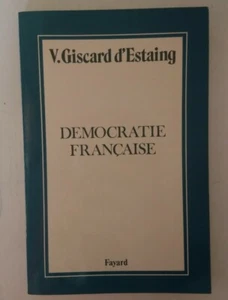 V. Giscard d'Estaing
DEMOCRATIE
FRANÇAISE
Fayard